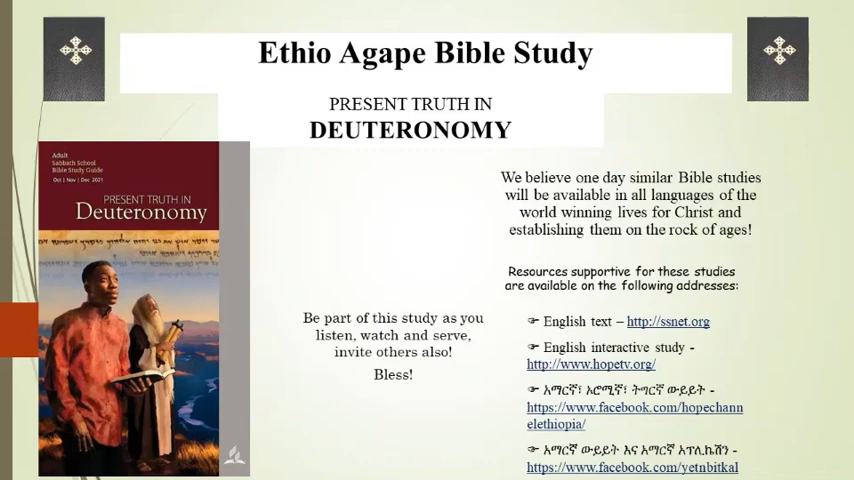 Ethio Agape Bible Study
PRESENT TRUTH IN
DEUTERONOMY
Adult
Sabbath School
Bible Study Guide
Oct | Nov | Dec 2021
PRESENT TRUTH IN
Deuteronomy
Be part of this study as you
listen, watch and serve,
invite others also!
Bless!
We believe one day similar Bible studies
will be available in all languages of the
world winning lives for Christ and
establishing them on the rock of ages!
Resources supportive for these studies
are available on the following addresses:
☞ English text – http://ssnet.org
☞ English interactive study -
http://www.hopetv.org/
☞ አማርኛ፣ ኦሮሚኛ፣ ትግርኛ ውይይት -
https://www.facebook.com/hopechann
elethiopia/
☞ አማርኛ ውይይት እና አማርኛ አፕሊኬሽን -
https://www.facebook.com/yetnbitkal